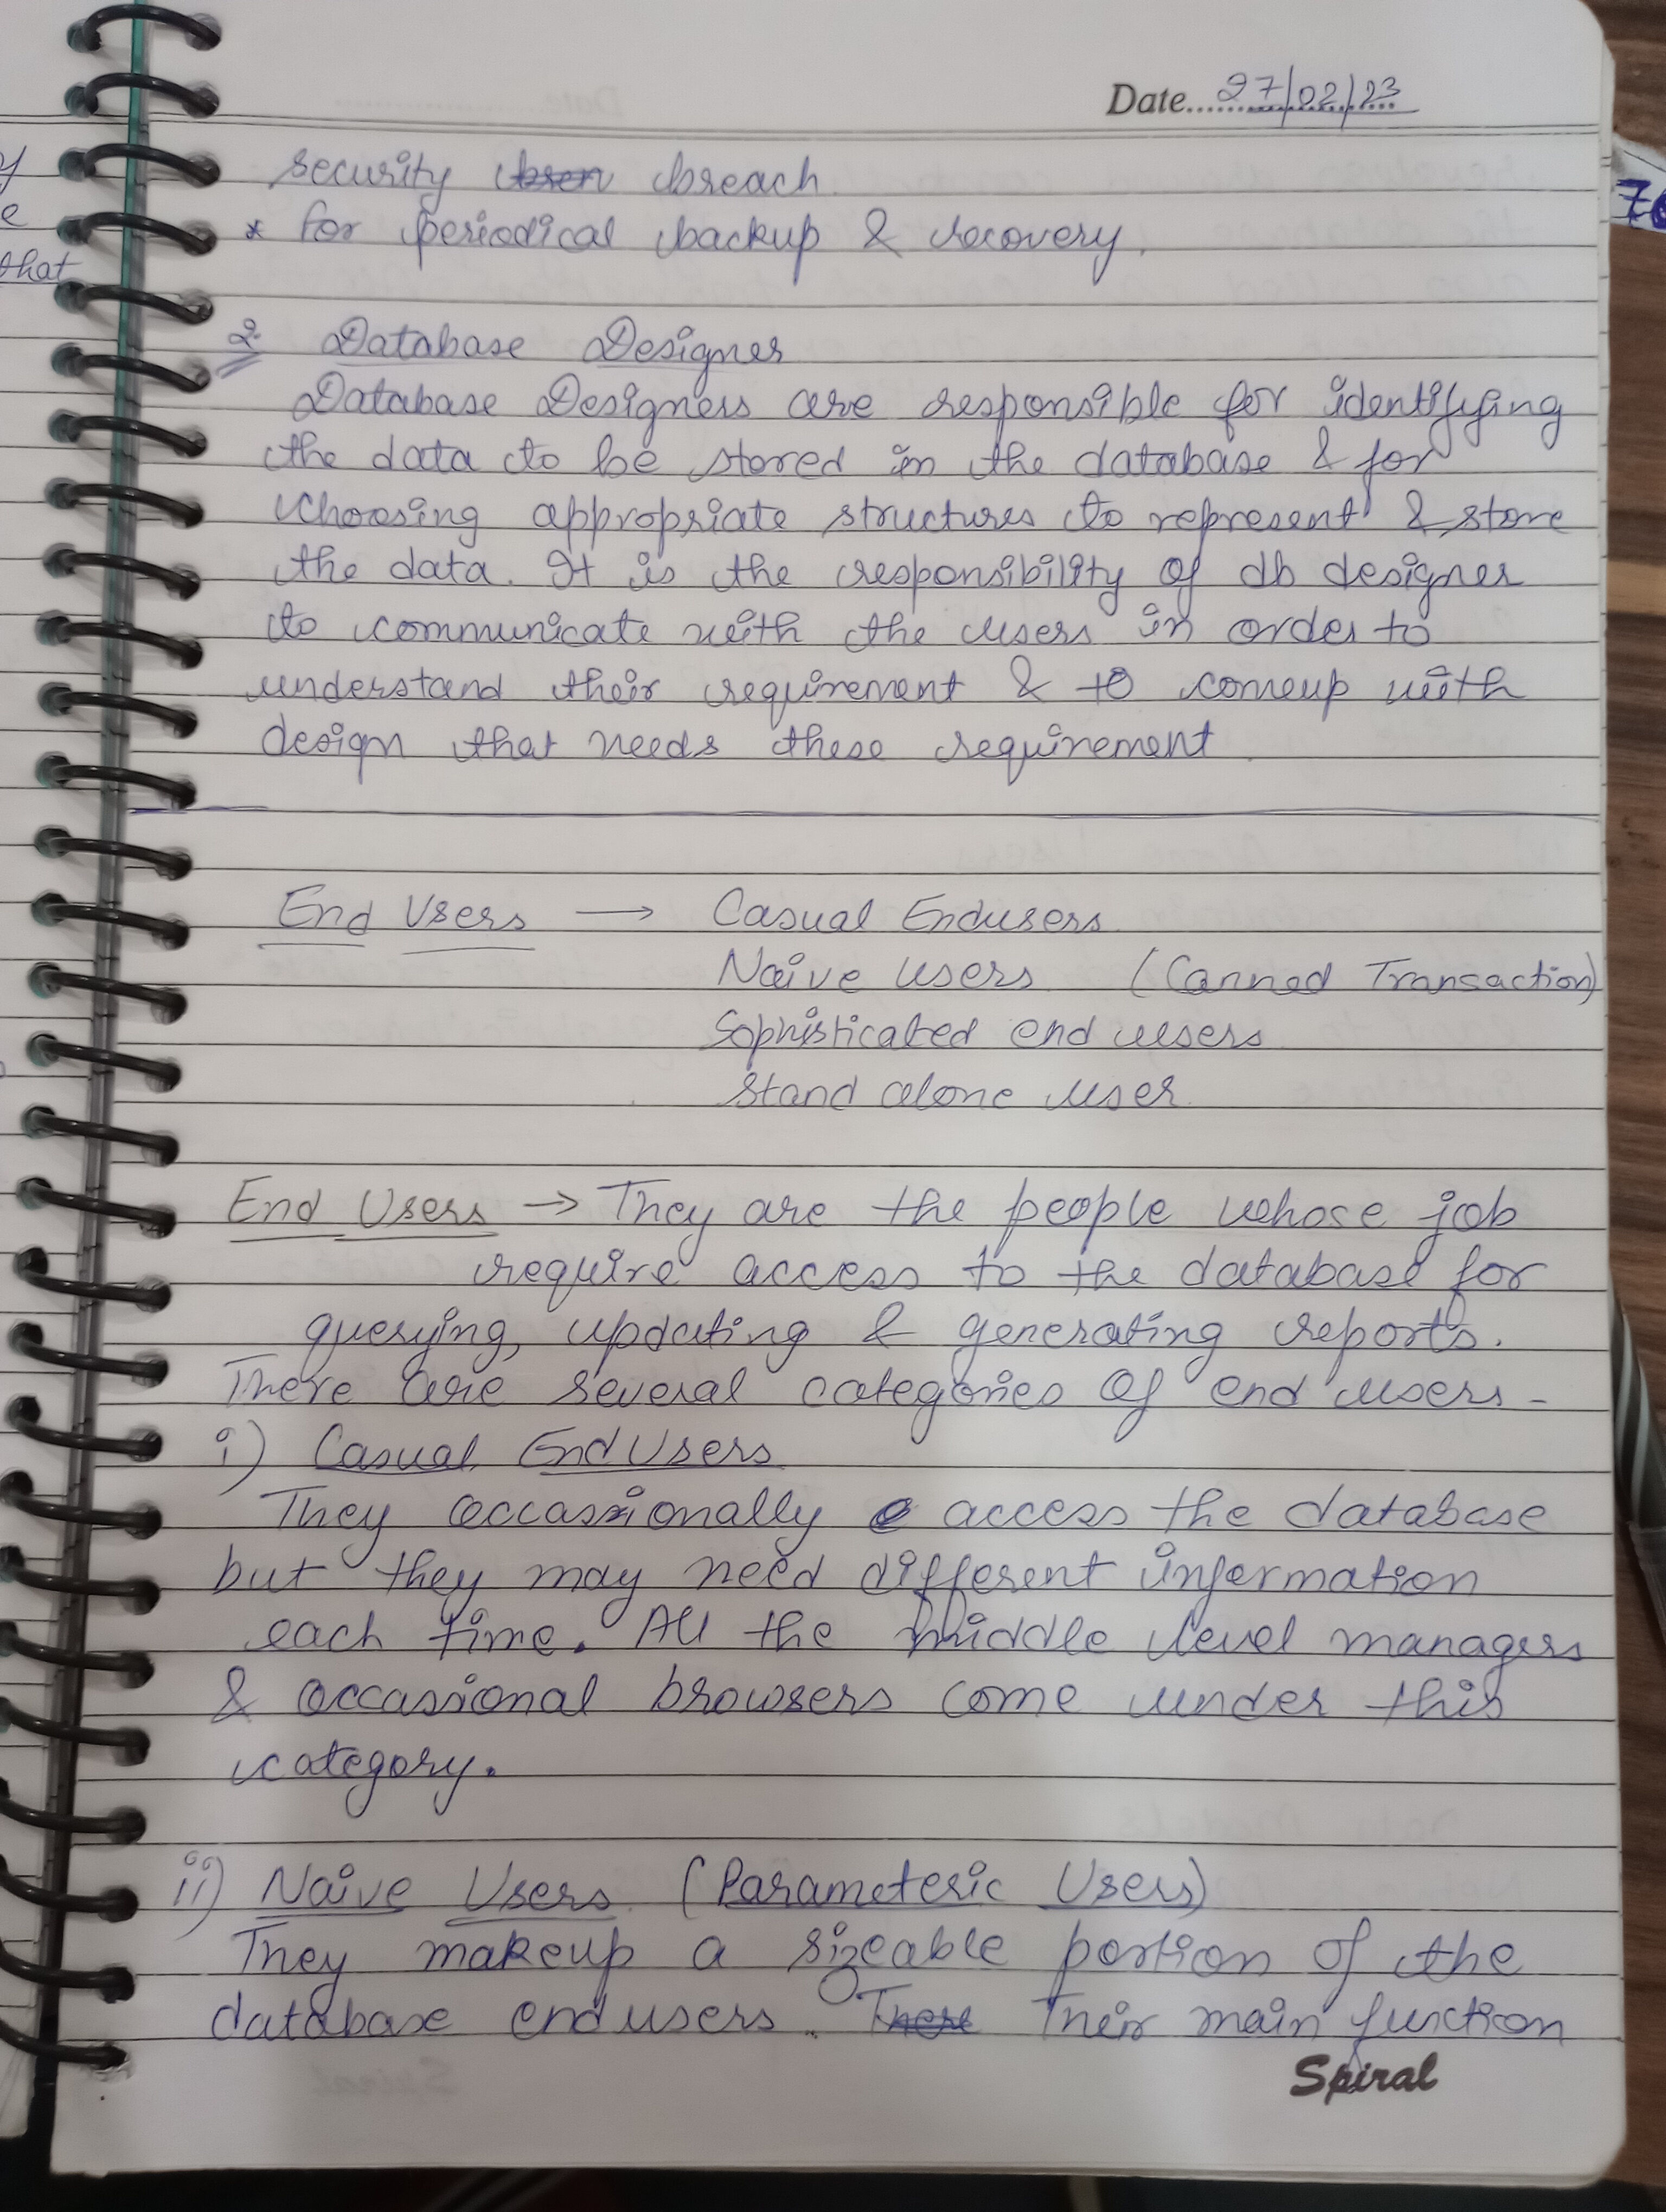 Date 27/02/23
security breach
* for periodical backup & recovery.
2. Database Designer
Database Designers are responsible for identifying
the data to be stored in the database & for
choosing appropriate structures to represent & store
the data. It is the responsibility of db designer
to communicate with the users in order to
understand their requirement & to comeup with
design that needs these requirement.
End Users → Casual Endusers
Naive users (Canned Transaction)
Sophisticated end users
Stand alone user
End Users → They are the people whose job
require access to the database for
querying, updating & generating reports.
There are several categories of end users -
i) Casual End Users
They occassionally access the database
but they may need different information
each time. All the middle level managers
& occassional browsers come under this
category.
ii) Naive Users (Parameteric Users)
They makeup a sizeable portion of the
database end users. There Their main function
Spiral
that